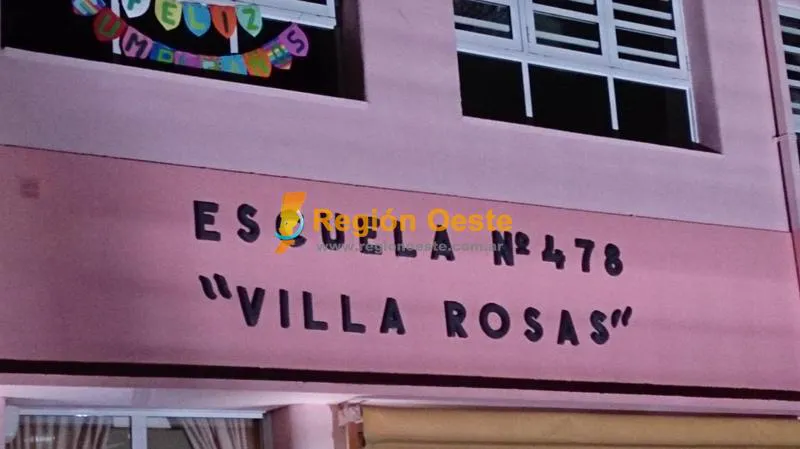 FELIZ
CUMPLEAÑOS
ESCUELA Nº 478
Región Oeste
www.regionoeste.com.ar
"VILLA ROSAS"